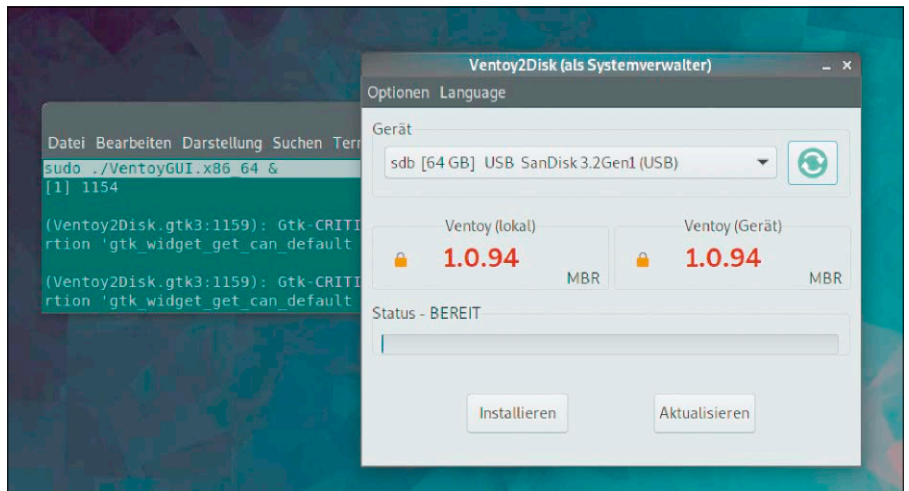 Datei Bearbeiten Darstellung Suchen Terr
sudo ./VentoyGUI.x86_64 &
[1] 1154
(Ventoy2Disk.gtk3:1159): Gtk-CRITI
rtion 'gtk_widget_get_can_default
(Ventoy2Disk.gtk3:1159): Gtk-CRITI
rtion 'gtk_widget_get_can_default
Ventoy2Disk (als Systemverwalter)
Optionen Language
Gerät
sdb [64 GB] USB SanDisk 3.2Gen1 (USB)
Ventoy (lokal)
1.0.94
MBR
Ventoy (Gerät)
1.0.94
MBR
Status - BEREIT
Installieren
Aktualisieren